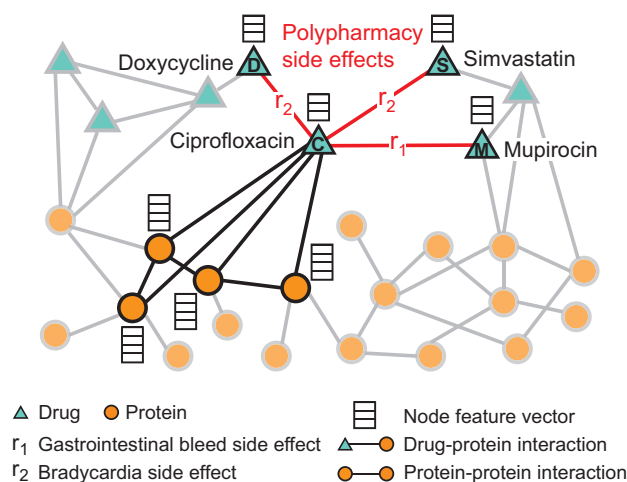 Doxycycline
D
Polypharmacy
side effects
S
Simvastatin
r2
r2
Ciprofloxacin
C
r1
M
Mupirocin
Drug
Protein
Node feature vector
r1 Gastrointestinal bleed side effect
Drug-protein interaction
r2 Bradycardia side effect
Protein-protein interaction